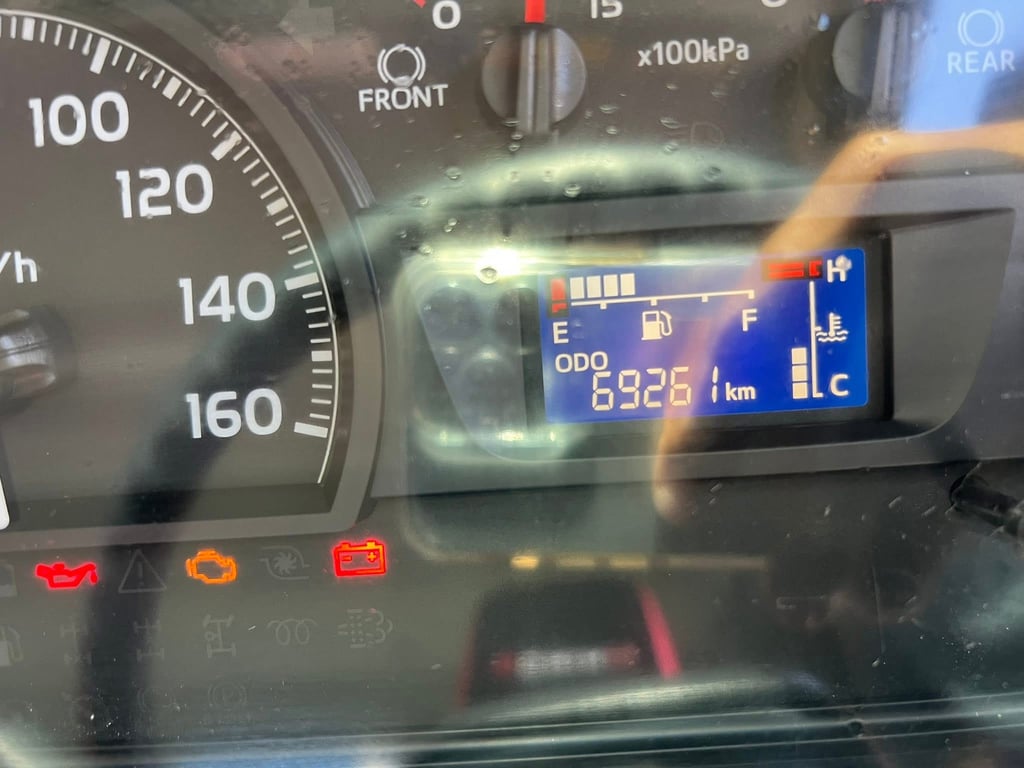 0
15
x100kPa
FRONT
REAR
100
120
/h
140
160
E
F
H
C
ODO
69261 km